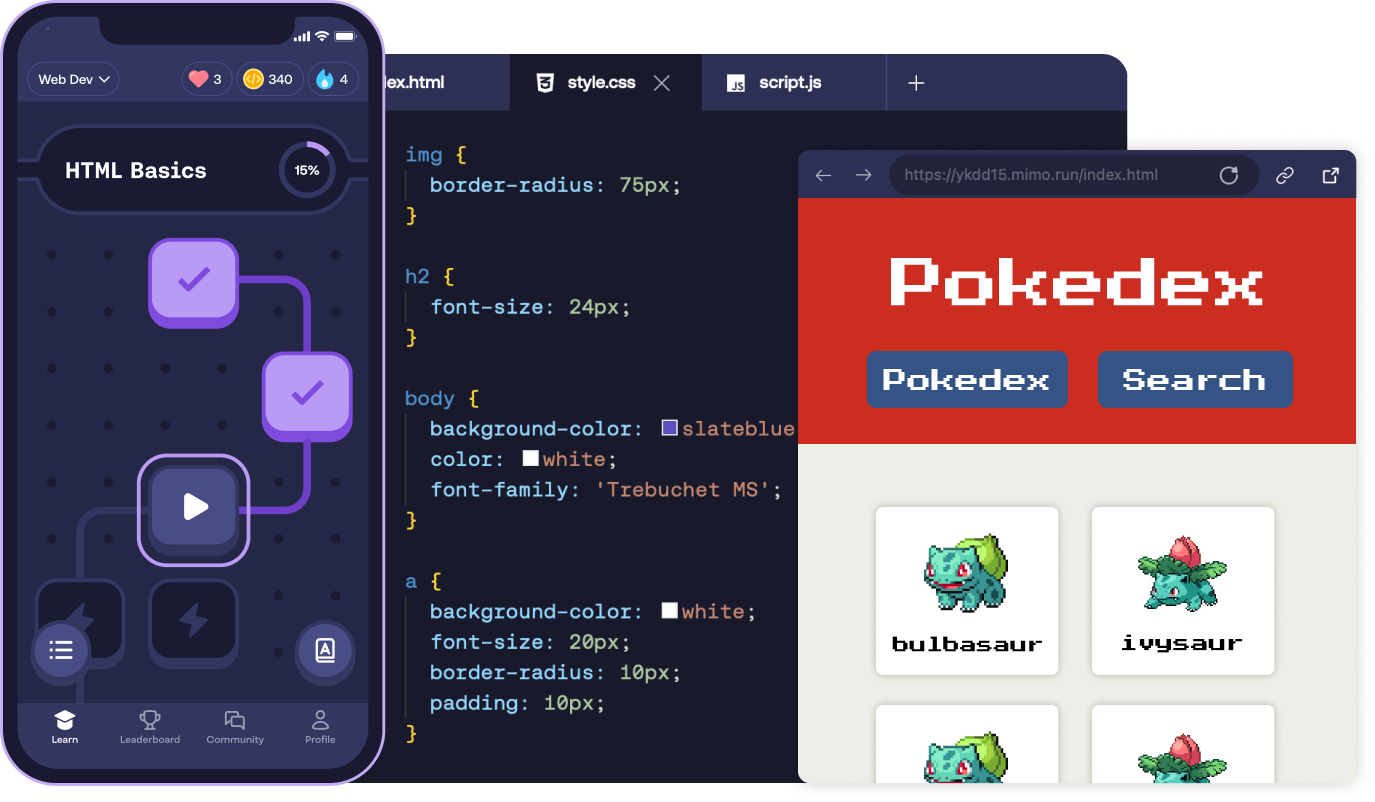 Web Dev
3
340
4
HTML Basics
15%
Learn
Leaderboard
Community
Profile
ex.html
style.css
JS script.js
img {
border-radius: 75px;
}
h2 {
font-size: 24px;
}
body {
background-color: slateblue
color: white;
font-family: 'Trebuchet MS';
}
a {
background-color: white;
font-size: 20px;
border-radius: 10px;
padding: 10px;
}
https://ykdd15.mimo.run/index.html
Pokedex
Pokedex
Search
bulbasaur
ivysaur